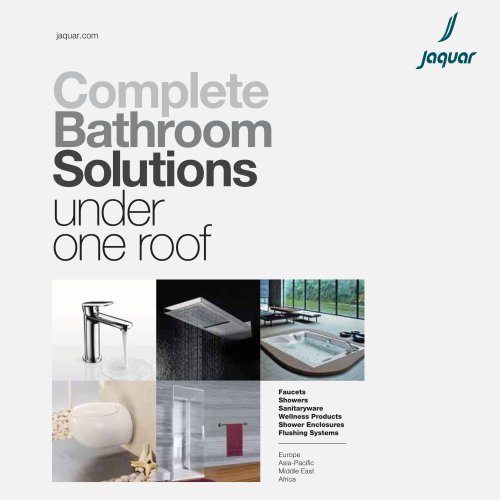 jaquar.com
Jaquar
Complete
Bathroom
Solutions
under
one roof
Faucets
Showers
Sanitaryware
Wellness Products
Shower Enclosures
Flushing Systems
Europe
Asia-Pacific
Middle East
Africa